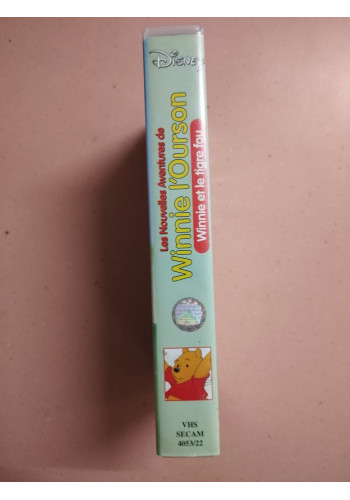 Disney
Les Nouvelles Aventures de
Winnie l'Ourson
Winnie et le tigre fou
VHS
SECAM
4053/22